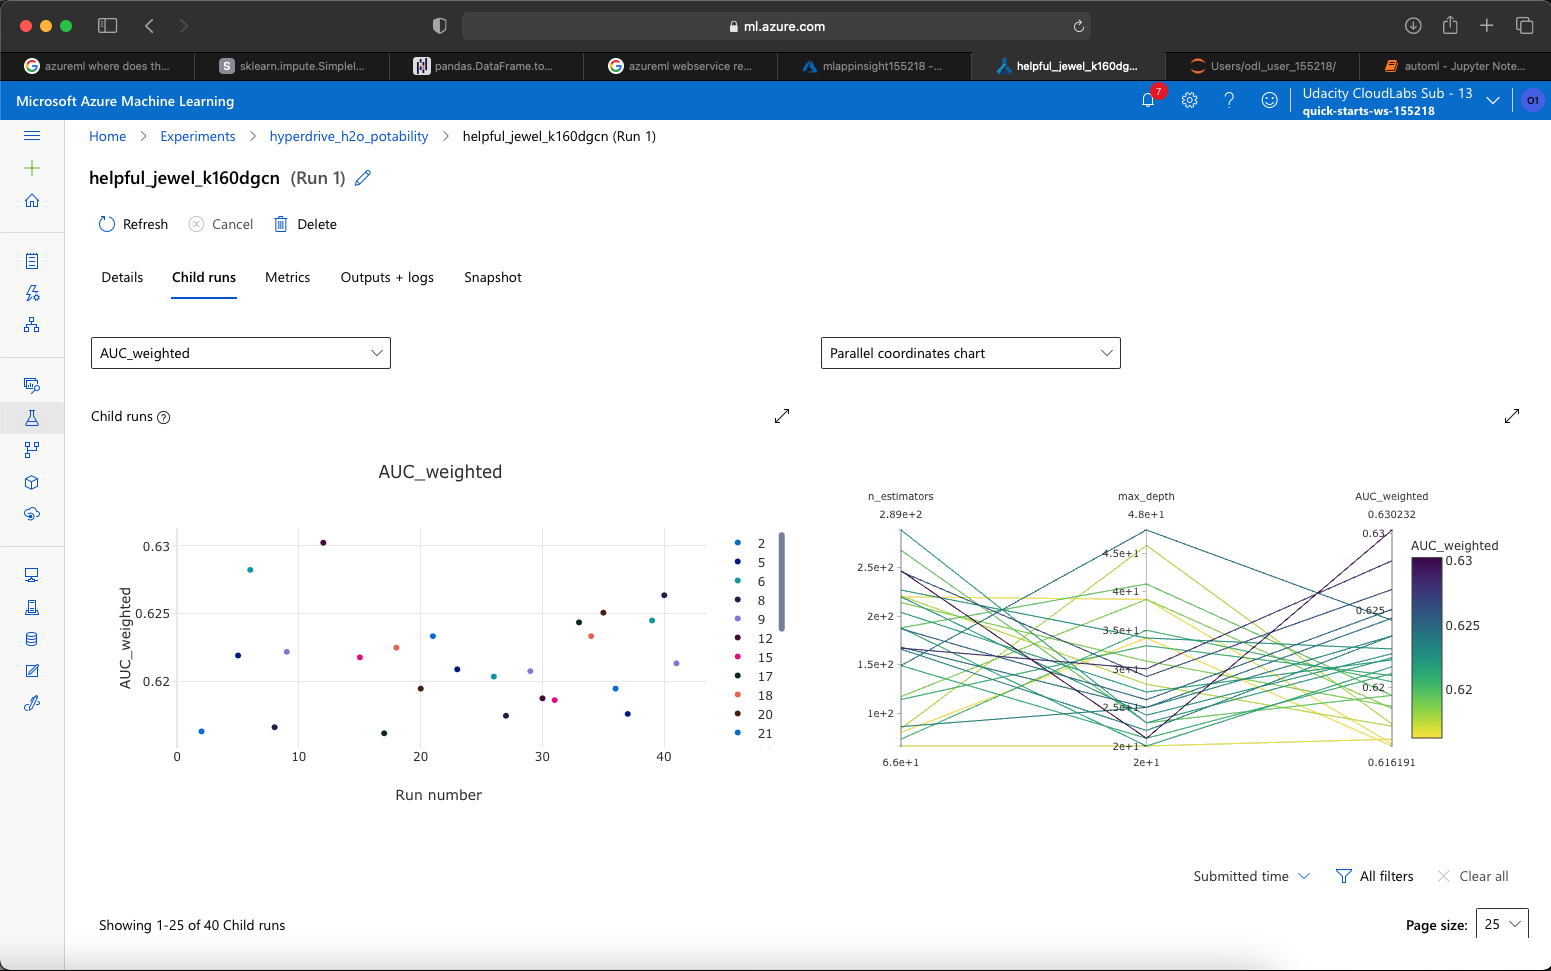 ml.azure.com
azureml where does th...
S sklearn.impute.Simplel...
pandas.DataFrame.to...
azureml webservice re...
mlappinsight155218 -...
helpful_jewel_k160dg...
Users/odl_user_155218/
automl - Jupyter Note...
Microsoft Azure Machine Learning
7
Udacity CloudLabs Sub - 13
quick-starts-ws-155218
O1
Home > Experiments > hyperdrive_h2o_potability > helpful_jewel_k160dgcn (Run 1)
helpful_jewel_k160dgcn (Run 1)
Refresh Cancel Delete
Details Child runs Metrics Outputs + logs Snapshot
AUC_weighted
Parallel coordinates chart
Child runs ?
AUC_weighted
AUC_weighted
0.63
0.625
0.62
0 10 20 30 40
Run number
2
5
6
8
9
12
15
17
18
20
21
n_estimators max_depth AUC_weighted
2.89e+2 4.8e+1 0.630232
2.5e+2
2e+2
1.5e+2
1e+2
6.6e+1
4.5e+1
4e+1
3.5e+1
3e+1
2.5e+1
2e+1
2e+1
0.63
0.625
0.62
0.616191
AUC_weighted
0.63
0.625
0.62
Submitted time All filters Clear all
Showing 1-25 of 40 Child runs
Page size: 25